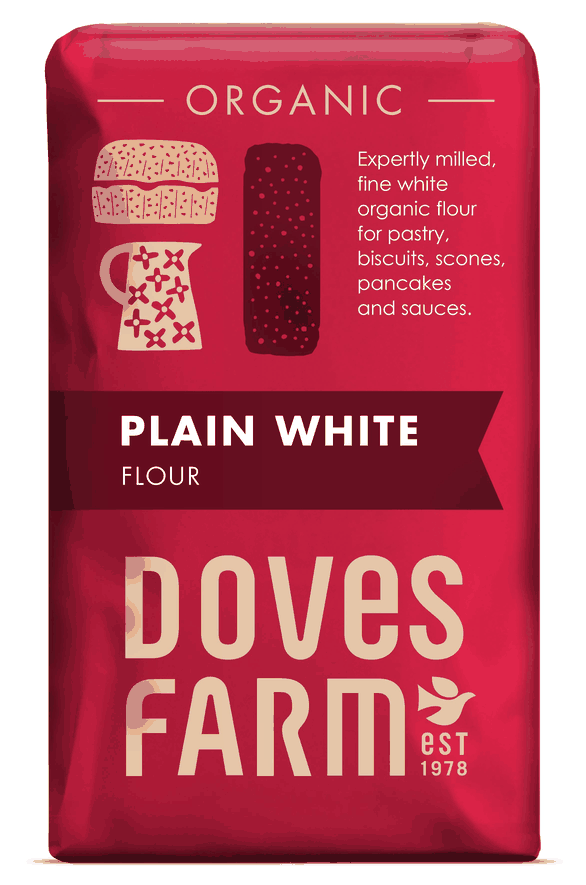 ORGANIC
Expertly milled,
fine white
organic flour
for pastry,
biscuits, scones,
pancakes
and sauces.
PLAIN WHITE
FLOUR
DOVES
FARM
EST
1978